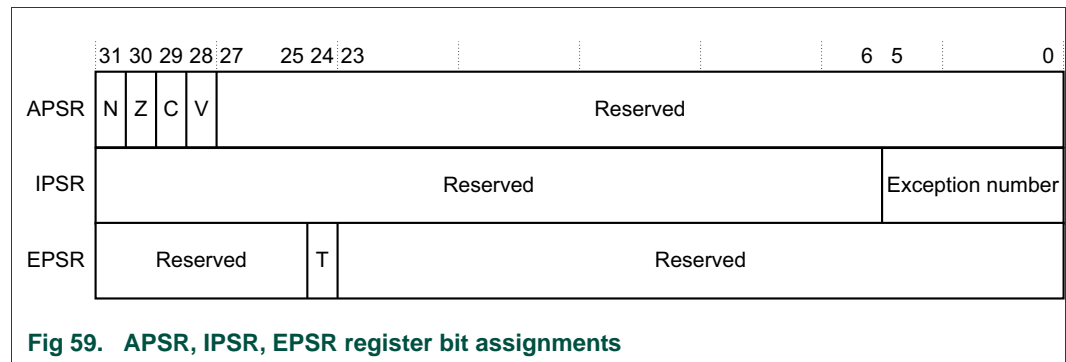 31 30 29 28 27 25 24 23 6 5 0
APSR N Z C V Reserved
IPSR Reserved Exception number
EPSR Reserved T Reserved
Fig 59. APSR, IPSR, EPSR register bit assignments